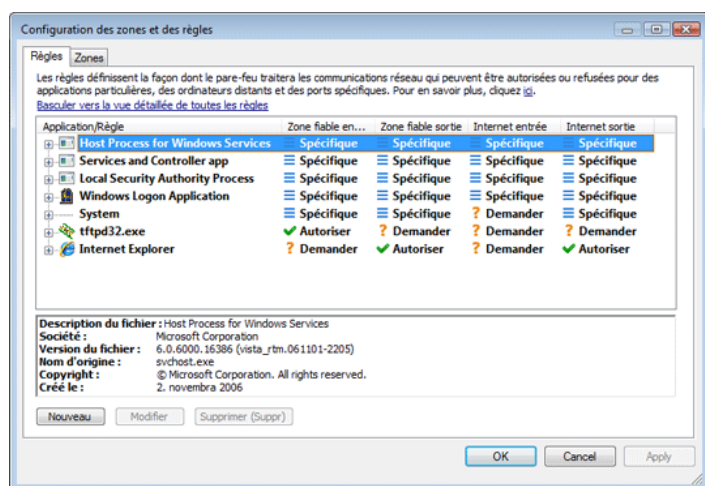 Configuration des zones et des règles
Règles Zones
Les règles définissent la façon dont le pare-feu traitera les communications réseau qui peuvent être autorisées ou refusées pour des
applications particulières, des ordinateurs distants et des ports spécifiques. Pour en savoir plus, cliquez ici.
Basculer vers la vue détaillée de toutes les règles
Application/Règle Zone fiable en... Zone fiable sortie Internet entrée Internet sortie
Host Process for Windows Services Spécifique Spécifique Spécifique Spécifique
Services and Controller app Spécifique Spécifique Spécifique Spécifique
Local Security Authority Process Spécifique Spécifique Spécifique Spécifique
Windows Logon Application Spécifique Spécifique Spécifique Spécifique
System Spécifique Spécifique ? Demander ? Demander
tftpd32.exe Autoriser ? Demander ? Demander ? Demander
Internet Explorer ? Demander Autoriser ? Demander Autoriser
Description du fichier : Host Process for Windows Services
Société : Microsoft Corporation
Version du fichier : 6.0.6000.16386 (vista_rtm.061101-2205)
Nom d'origine : svchost.exe
Copyright : © Microsoft Corporation. All rights reserved.
Créé le : 2. novembra 2006
Nouveau Modifier Supprimer (Suppr)
OK Cancel Apply